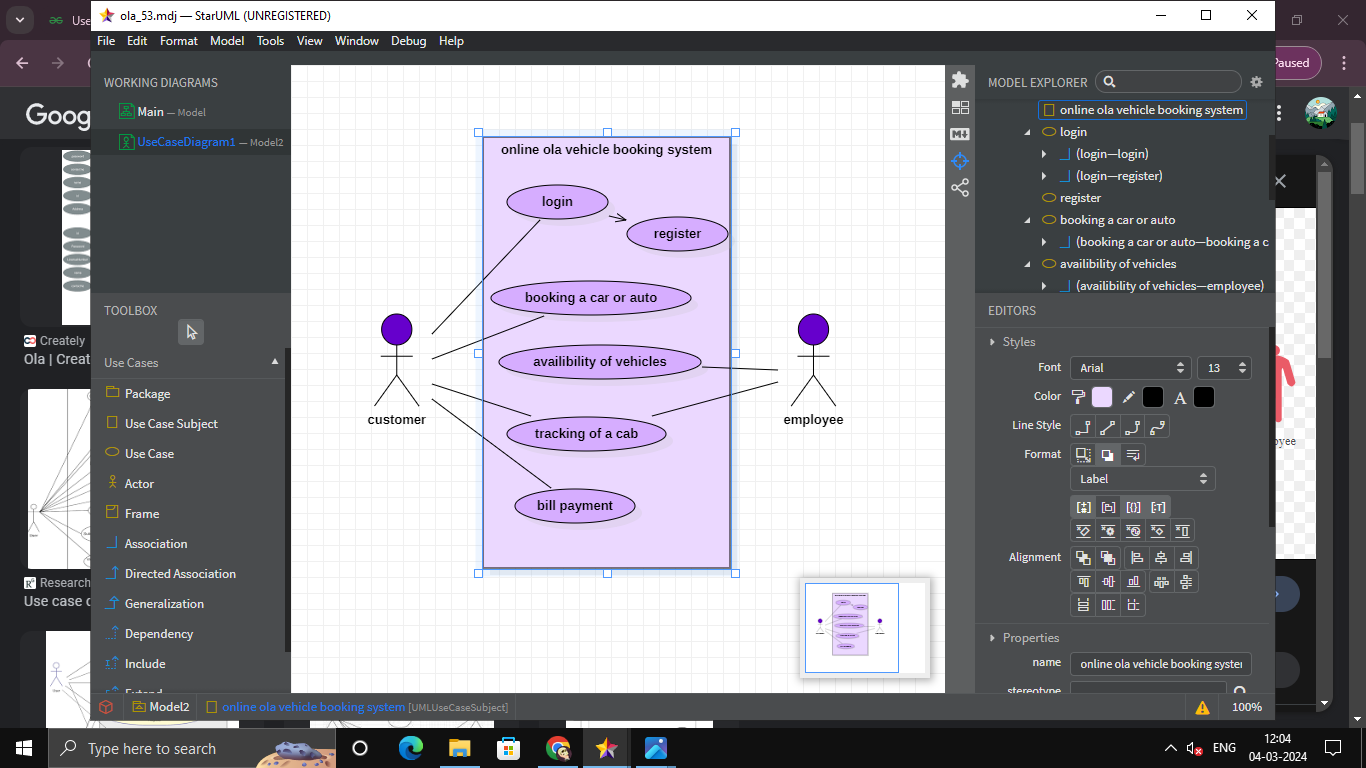 Use
ola_53.mdj — StarUML (UNREGISTERED)
File Edit Format Model Tools View Window Debug Help
Paused
WORKING DIAGRAMS
Main — Model
UseCaseDiagram1 — Model2
TOOLBOX
Use Cases
Package
Use Case Subject
Use Case
Actor
Frame
Association
Directed Association
Generalization
Dependency
Include
Extend
Goog
Creately
Ola | Creat
Research
Use case d
online ola vehicle booking system
login
register
booking a car or auto
availibility of vehicles
tracking of a cab
bill payment
customer
employee
MODEL EXPLORER
online ola vehicle booking system
login
(login—login)
(login—register)
register
booking a car or auto
(booking a car or auto—booking a c
availibility of vehicles
(availibility of vehicles—employee)
EDITORS
Styles
Font Arial 13
Color A
Line Style
Format
Label
Alignment
Properties
name online ola vehicle booking system
stereotype
Model2 online ola vehicle booking system [UMLUseCaseSubject] 100%
Type here to search
ENG
12:04
04-03-2024